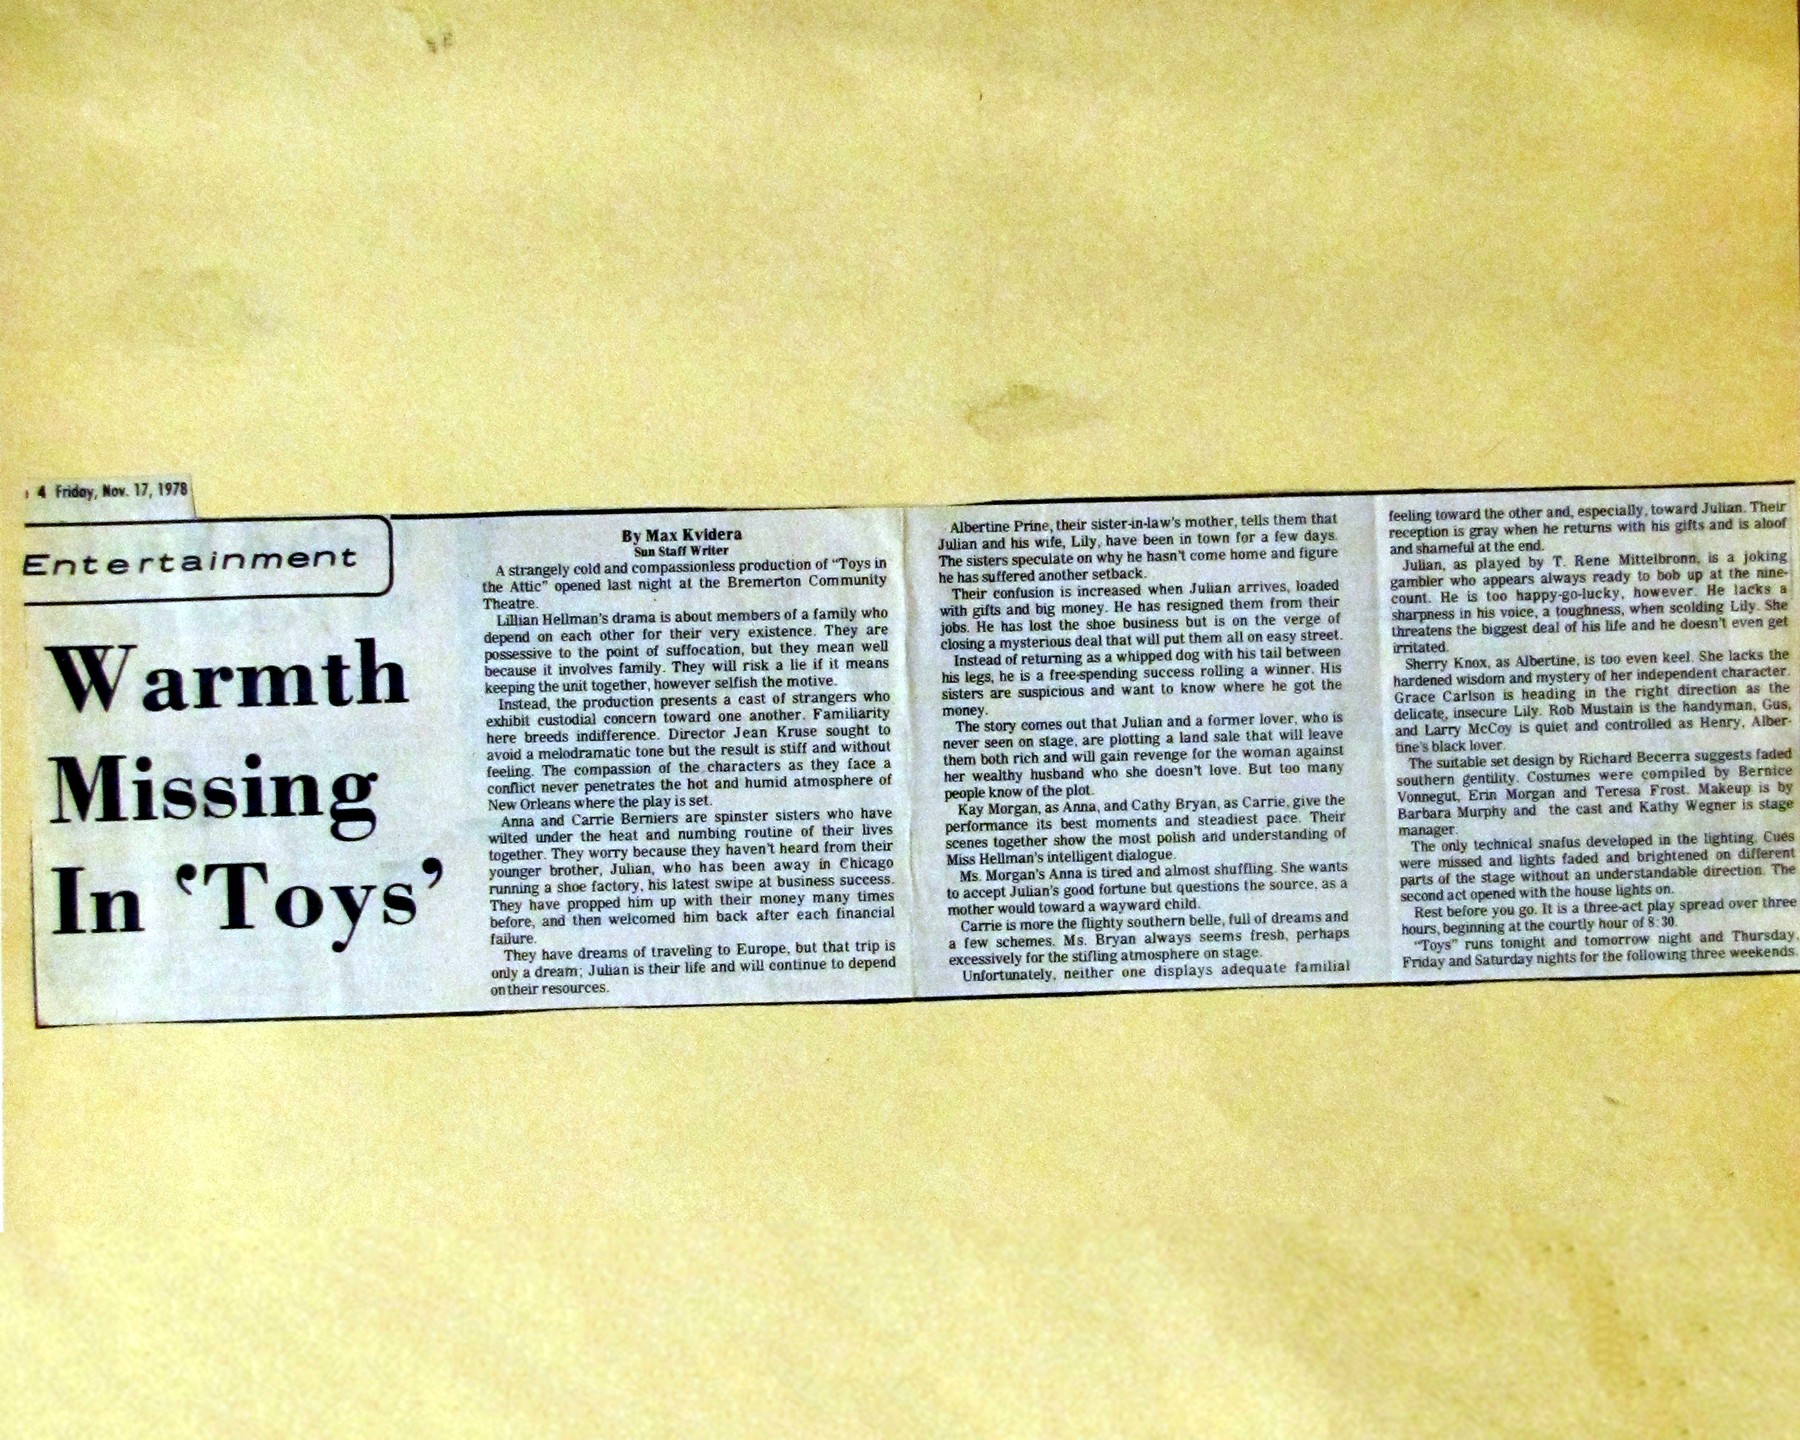 4 Friday, Nov. 17, 1978
Entertainment
Warmth
Missing
In ‘Toys’
By Max Kvidera
Sun Staff Writer
A strangely cold and compassionless production of “Toys in
the Attic” opened last night at the Bremerton Community
Theatre.
Lillian Hellman’s drama is about members of a family who
depend on each other for their very existence. They are
possessive to the point of suffocation, but they mean well
because it involves family. They will risk a lie if it means
keeping the unit together, however selfish the motive.
Instead, the production presents a cast of strangers who
exhibit custodial concern toward one another. Familiarity
here breeds indifference. Director Jean Kruse sought to
avoid a melodramatic tone but the result is stiff and without
feeling. The compassion of the characters as they face a
conflict never penetrates the hot and humid atmosphere of
New Orleans where the play is set.
Anna and Carrie Berniers are spinster sisters who have
wilted under the heat and numbing routine of their lives
together. They worry because they haven’t heard from their
younger brother, Julian, who has been away in Chicago
running a shoe factory, his latest swipe at business success.
They have propped him up with their money many times
before, and then welcomed him back after each financial
failure.
They have dreams of traveling to Europe, but that trip is
only a dream; Julian is their life and will continue to depend
on their resources.
Albertine Prine, their sister-in-law’s mother, tells them that
Julian and his wife, Lily, have been in town for a few days.
The sisters speculate on why he hasn’t come home and figure
he has suffered another setback.
Their confusion is increased when Julian arrives, loaded
with gifts and big money. He has resigned them from their
jobs. He has lost the shoe business but is on the verge of
closing a mysterious deal that will put them all on easy street.
Instead of returning as a whipped dog with his tail between
his legs, he is a free-spending success rolling a winner. His
sisters are suspicious and want to know where he got the
money.
The story comes out that Julian and a former lover, who is
never seen on stage, are plotting a land sale that will leave
them both rich and will gain revenge for the woman against
her wealthy husband who she doesn’t love. But too many
people know of the plot.
Kay Morgan, as Anna, and Cathy Bryan, as Carrie, give the
performance its best moments and steadiest pace. Their
scenes together show the most polish and understanding of
Miss Hellman’s intelligent dialogue.
Ms. Morgan’s Anna is tired and almost shuffling. She wants
to accept Julian’s good fortune but questions the source, as a
mother would toward a wayward child.
Carrie is more the flighty southern belle, full of dreams and
a few schemes. Ms. Bryan always seems fresh, perhaps
excessively for the stifling atmosphere on stage.
Unfortunately, neither one displays adequate familial
feeling toward the other and, especially, toward Julian. Their
reception is gray when he returns with his gifts and is aloof
and shameful at the end.
Julian, as played by T. Rene Mittelbronn, is a joking
gambler who appears always ready to bob up at the nine-
count. He is too happy-go-lucky, however. He lacks a
sharpness in his voice, a toughness, when scolding Lily. She
threatens the biggest deal of his life and he doesn’t even get
irritated.
Sherry Knox, as Albertine, is too even keel. She lacks the
hardened wisdom and mystery of her independent character.
Grace Carlson is heading in the right direction as the
delicate, insecure Lily. Rob Mustain is the handyman, Gus,
and Larry McCoy is quiet and controlled as Henry, Alber-
tine’s black lover.
The suitable set design by Richard Becerra suggests faded
southern gentility. Costumes were compiled by Bernice
Vonnegut, Erin Morgan and Teresa Frost. Makeup is by
Barbara Murphy and the cast and Kathy Wegner is stage
manager.
The only technical snafus developed in the lighting. Cues
were missed and lights faded and brightened on different
parts of the stage without an understandable direction. The
second act opened with the house lights on.
Rest before you go. It is a three-act play spread over three
hours, beginning at the courtly hour of 8:30.
“Toys” runs tonight and tomorrow night and Thursday,
Friday and Saturday nights for the following three weekends.